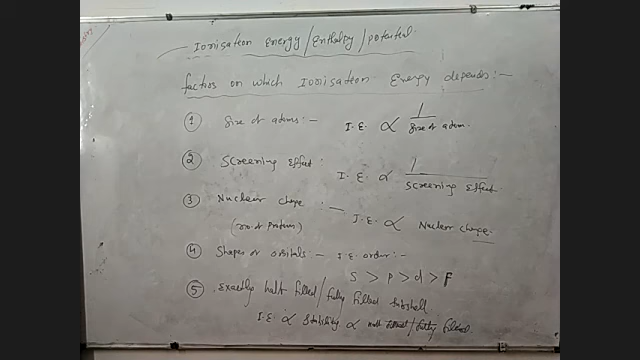 Ionisation Energy/Enthalpy/potential.
factors on which Ionisation Energy depends:-
① Size of atoms:- I.E. ∝ 1/Size of atom.
② Screening Effect: I.E. ∝ 1/Screening Effect.
③ Nuclear charge :- I.E ∝ Nuclear charge.
(no. of protons)
④ Shapes of orbitals:- I.E order:-
S > P > d > F
⑤ Exactly half filled/fully filled subshell
I.E ∝ Stability ∝ half filled/fully filled